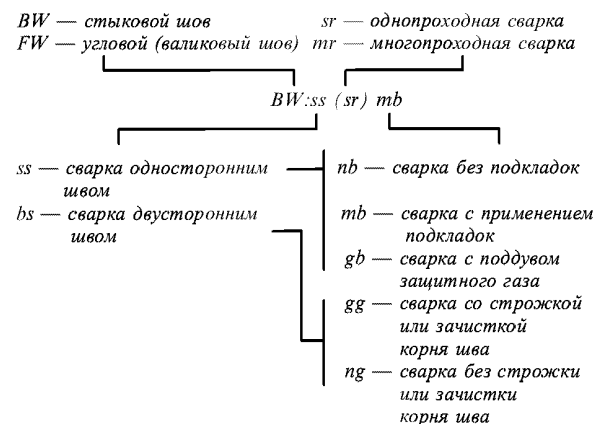 BW — стыковой шов
FW — угловой (валиковый шов)
sr — однопроходная сварка
mr — многопроходная сварка
BW:ss (sr) mb
ss — сварка односторонним
швом
bs — сварка двусторонним
швом
nb — сварка без подкладок
mb — сварка с применением
подкладок
gb — сварка с поддувом
защитного газа
gg — сварка со строжкой
или зачисткой
корня шва
ng — сварка без строжки
или зачистки
корня шва